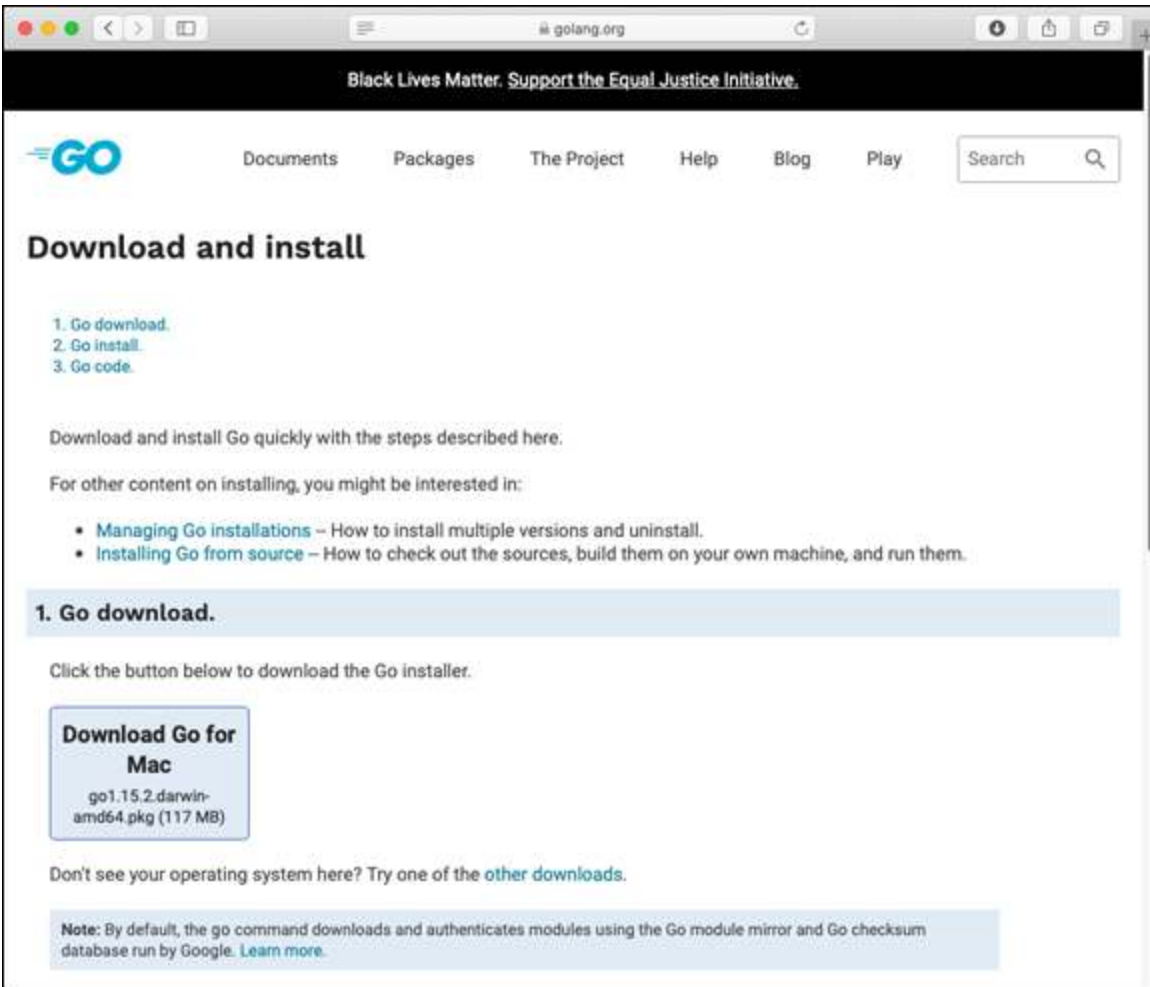 golang.org
Black Lives Matter. Support the Equal Justice Initiative.
GO
Documents Packages The Project Help Blog Play Search
Download and install
1. Go download.
2. Go install.
3. Go code.
Download and install Go quickly with the steps described here.
For other content on installing, you might be interested in:
• Managing Go installations – How to install multiple versions and uninstall.
• Installing Go from source – How to check out the sources, build them on your own machine, and run them.
1. Go download.
Click the button below to download the Go installer.
Download Go for
Mac
go1.15.2.darwin-
amd64.pkg (117 MB)
Don't see your operating system here? Try one of the other downloads.
Note: By default, the go command downloads and authenticates modules using the Go module mirror and Go checksum
database run by Google. Learn more.